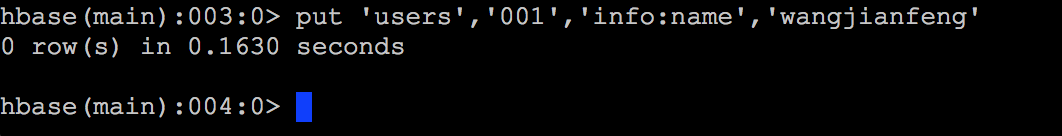 hbase(main):003:0> put 'users','001','info:name','wangjianfeng'
0 row(s) in 0.1630 seconds
hbase(main):004:0>